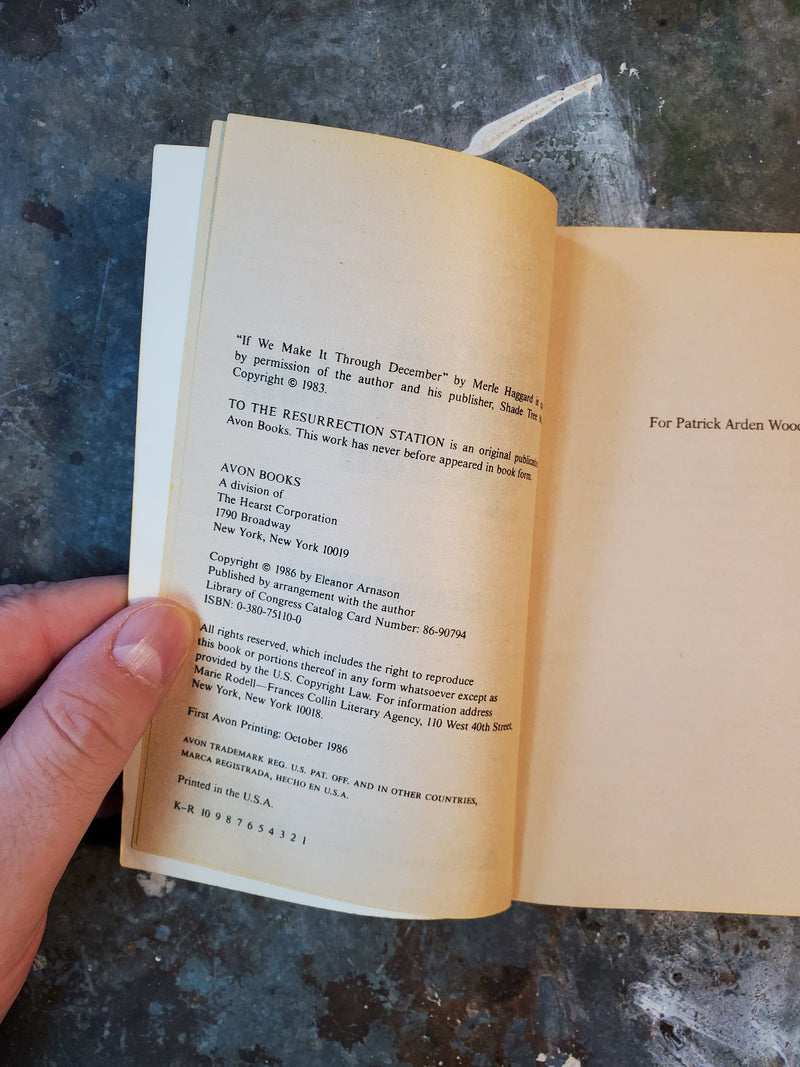 “If We Make It Through December” by Merle Haggard is
by permission of the author and his publisher, Shade Tree
Copyright © 1983.
TO THE RESURRECTION STATION is an original
Avon Books. This work has never before appeared in book form.
AVON BOOKS
A division of
The Hearst Corporation
1790 Broadway
New York, New York 10019
Copyright © 1986 by Eleanor Arnason
Published by arrangement with the author
Library of Congress Catalog Card Number: 86-90794
ISBN: 0-380-75110-0
All rights reserved, which includes the right to reproduce
this book or portions thereof in any form whatsoever except as
provided by the U.S. Copyright Law. For information address
Marie Rodell—Frances Collin Literary Agency, 110 West 40th Street,
New York, New York 10018.
First Avon Printing: October 1986
AVON TRADEMARK REG. U.S. PAT. OFF. AND IN OTHER COUNTRIES,
MARCA REGISTRADA, HECHO EN U.S.A.
Printed in the U.S.A.
K–R 10 9 8 7 6 5 4 3 2 1
For Patrick Arden